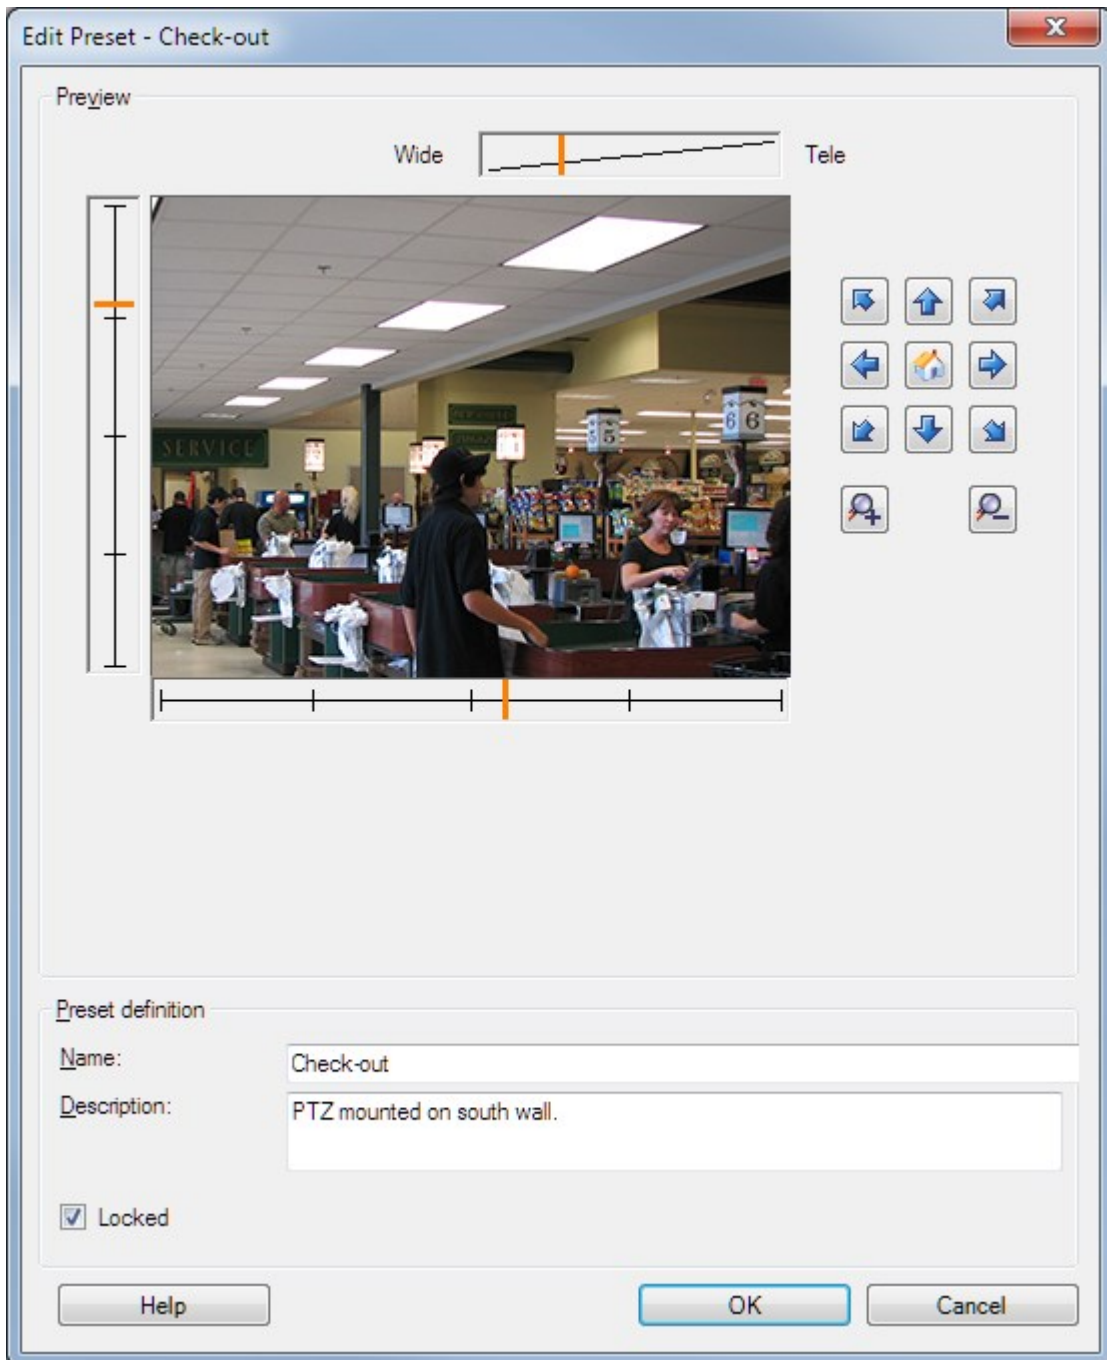 Edit Preset - Check-out
Preview
Wide
Tele
SERVICE
5 5
6 6
Preset definition
Name:
Check-out
Description:
PTZ mounted on south wall.
Locked
Help
OK
Cancel